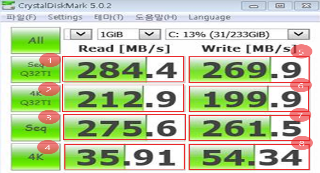 CrystalDiskMark 5.0.2
파일(F) Settings 테마(T) 도움말(H) Language
All 1GiB C: 13% (31/233GiB)
Read [MB/s] Write [MB/s] 5
Seq Q32T1 1 284.4 269.9
4K Q32T1 2 212.9 199.9 6
Seq 3 275.6 261.5 7
4K 4 35.91 54.34 8